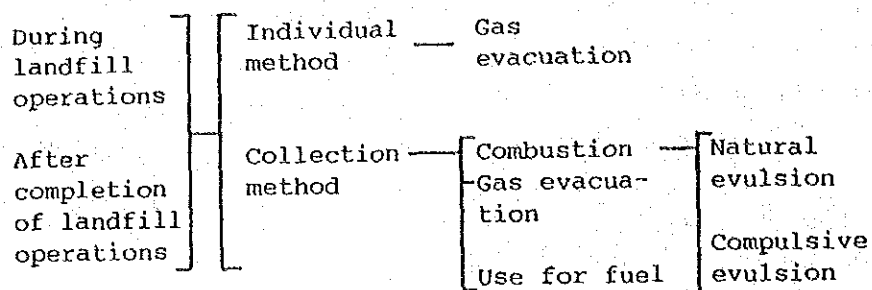 During
landfill
operations
After
completion
of landfill
operations
Individual
method
Gas
evacuation
Collection
method
Combustion
Gas evacua-
tion
Use for fuel
Natural
evulsion
Compulsive
evulsion